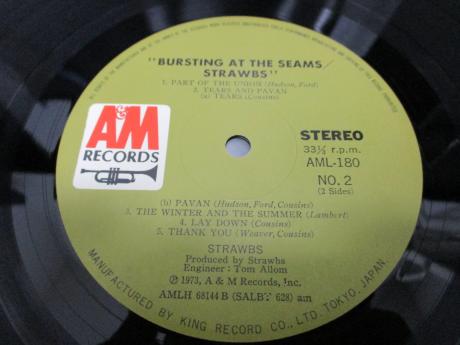 "BURSTING AT THE SEAMS/
STRAWBS"
1. PART OF THE UNION (Hudson, Ford)
2. TEARS AND PAVAN
(a) TEARS (Cousins)
A&M
RECORDS
STEREO
33⅓ r.p.m.
AML-180
NO. 2
(2 Sides)
(b) PAVAN (Hudson, Ford, Cousins)
3. THE WINTER AND THE SUMMER (Lambert)
4. LAY DOWN (Cousins)
5. THANK YOU (Weaver, Cousins)
STRAWBS
Produced by Strawbs
Engineer : Tom Allom
℗ 1973, A & M Records, Inc.
AMLH 68144 B (SALB 628) am
MANUFACTURED BY KING RECORD CO., LTD. TOKYO, JAPAN.